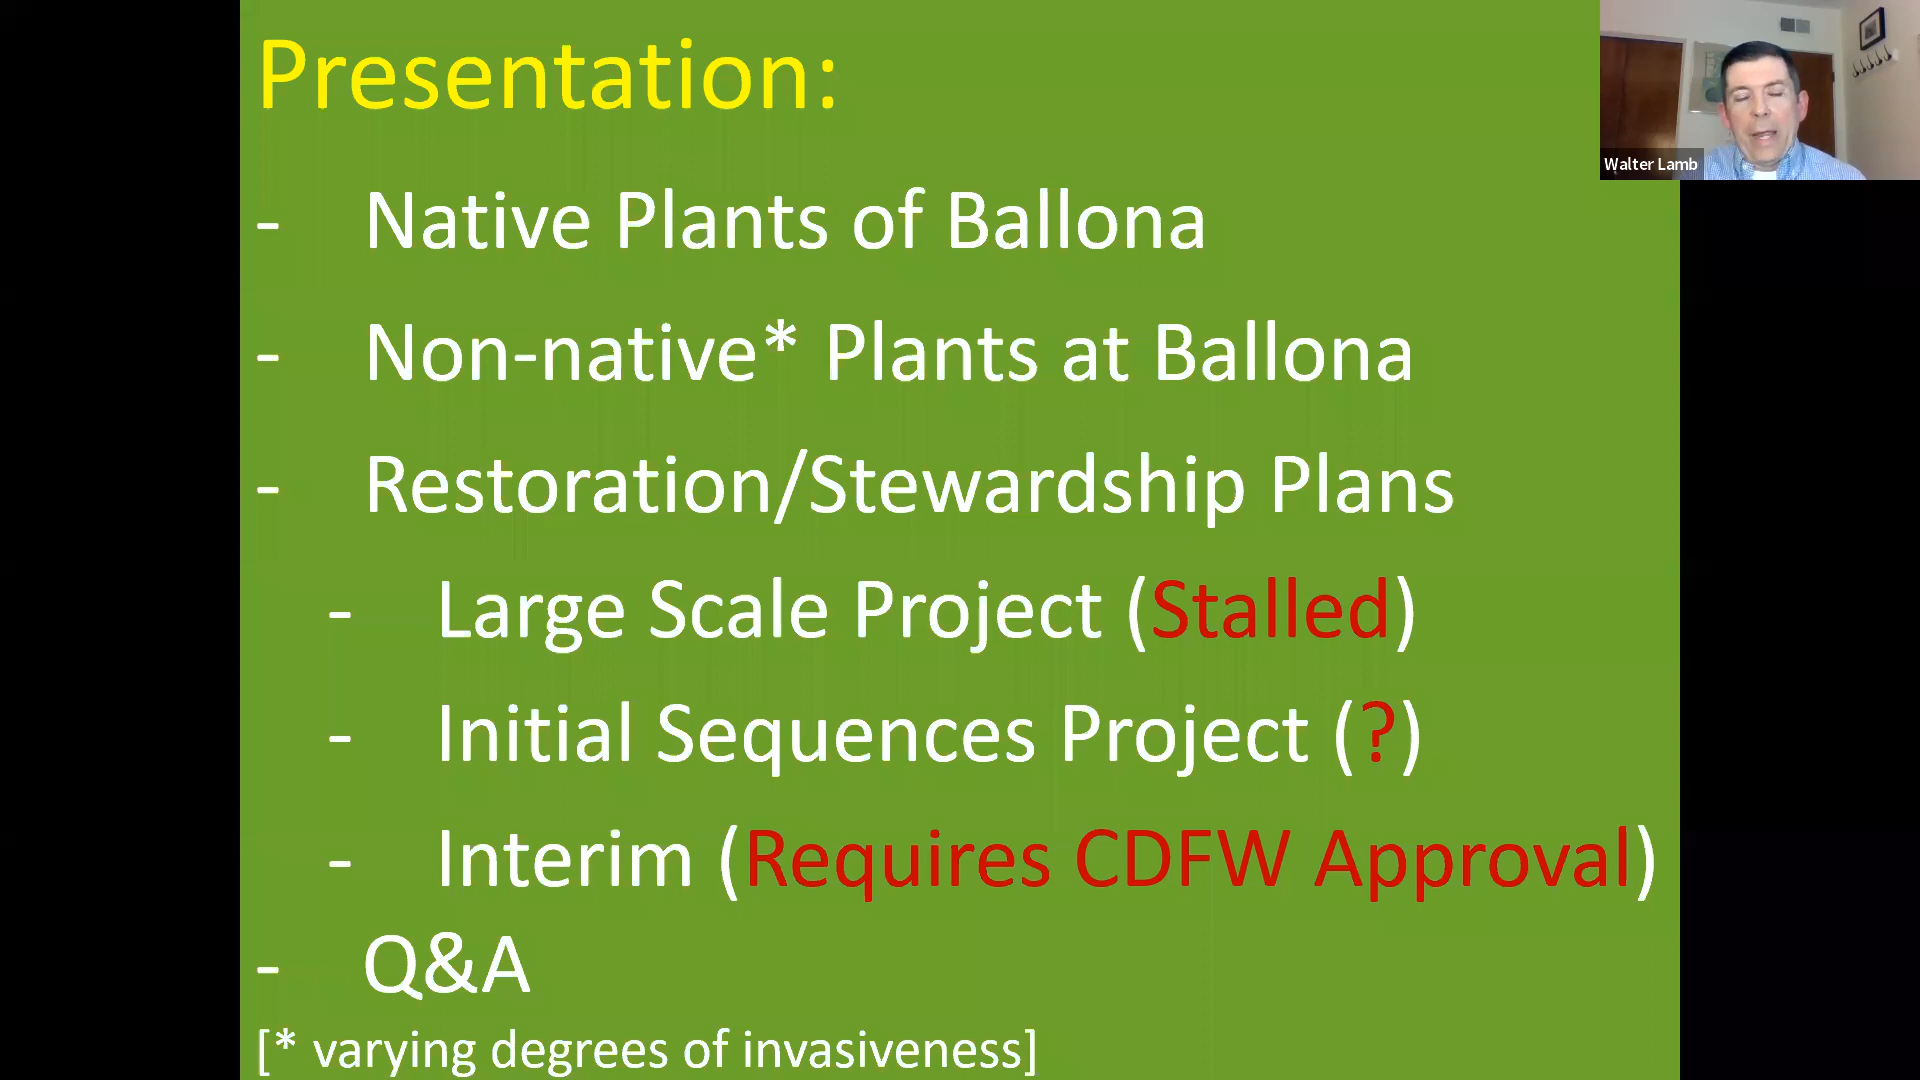 Presentation:
- Native Plants of Ballona
- Non-native* Plants at Ballona
- Restoration/Stewardship Plans
- Large Scale Project (Stalled)
- Initial Sequences Project (?)
- Interim (Requires CDFW Approval)
- Q&A
[* varying degrees of invasiveness]
Walter Lamb